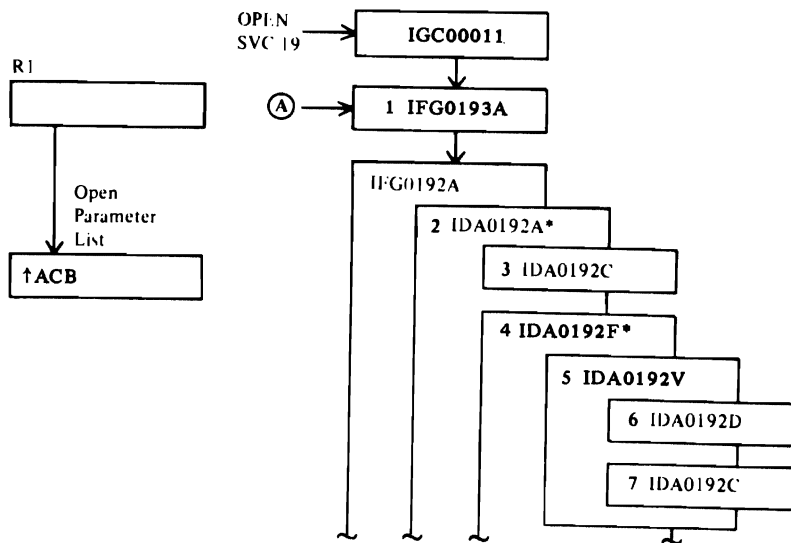 OPEN
SVC 19
IGC0001I
R1
A
1 IFG0193A
IFG0192A
Open
Parameter
List
2 IDA0192A*
3 IDA0192C
↑ACB
4 IDA0192F*
5 IDA0192V
6 IDA0192D
7 IDA0192C